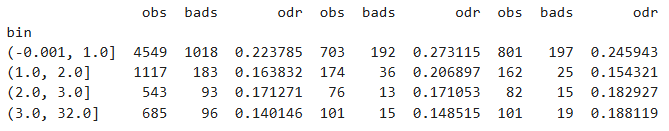 obs bads odr obs bads odr obs bads odr
bin
(-0.001, 1.0] 4549 1018 0.223785 703 192 0.273115 801 197 0.245943
(1.0, 2.0] 1117 183 0.163832 174 36 0.206897 162 25 0.154321
(2.0, 3.0] 543 93 0.171271 76 13 0.171053 82 15 0.182927
(3.0, 32.0] 685 96 0.140146 101 15 0.148515 101 19 0.188119